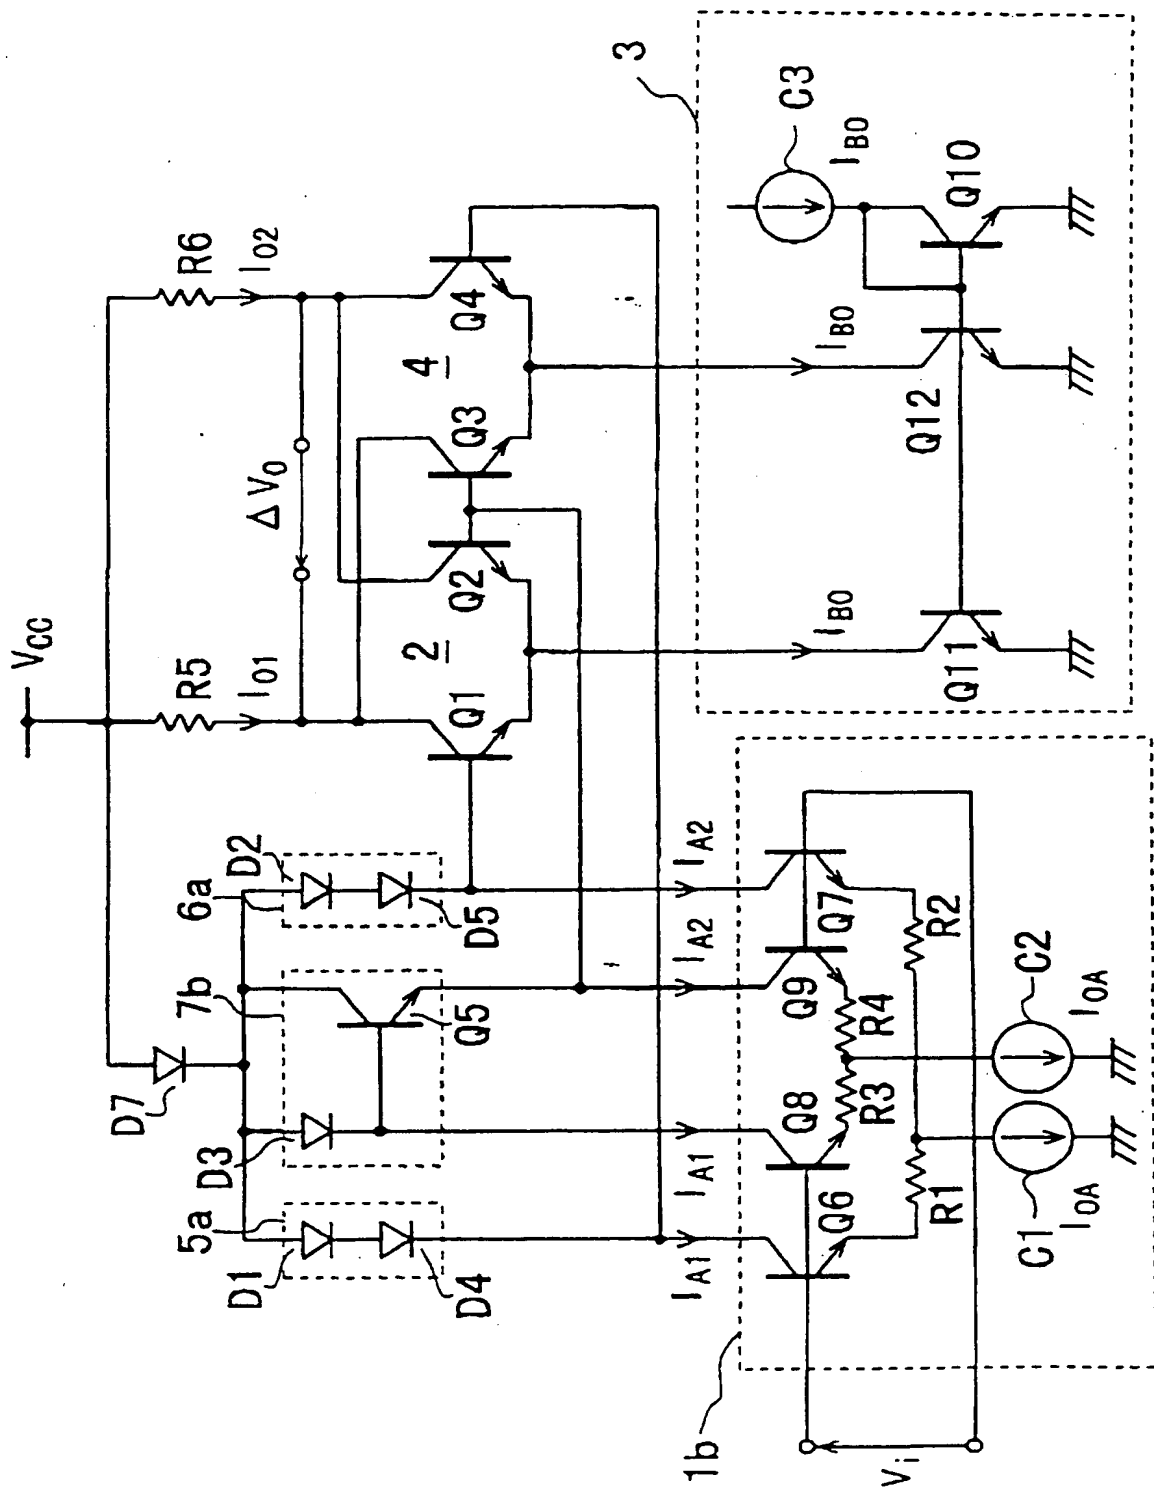 VCC
R5
R6
IO1
IO2
ΔVO
D7
5a
7b
6a
D1
D3
D2
D4
Q5
D5
Q1
2
Q2
Q3
4
Q4
IA1
IA1
IA2
IA2
IBO
IBO
IBO
3
C3
Q10
Q11
Q12
1b
Q6
Q8
Q9
Q7
R3
R4
R1
R2
C1
C2
IOA
IOA
Vi